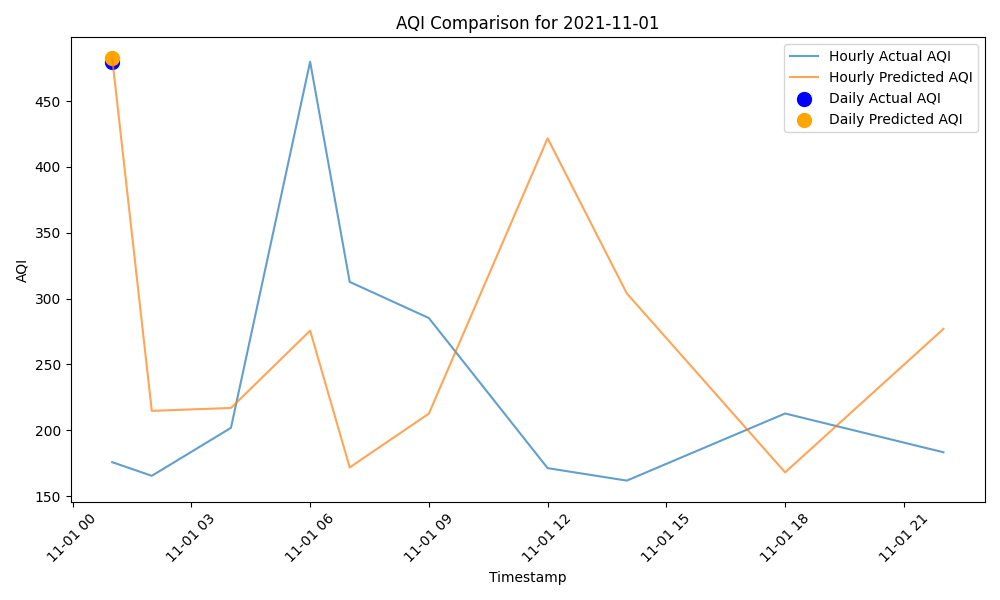 AQI Comparison for 2021-11-01
Hourly Actual AQI
Hourly Predicted AQI
Daily Actual AQI
Daily Predicted AQI
AQI
450
400
350
300
250
200
150
11-01 00
11-01 03
11-01 06
11-01 09
11-01 12
11-01 15
11-01 18
11-01 21
Timestamp